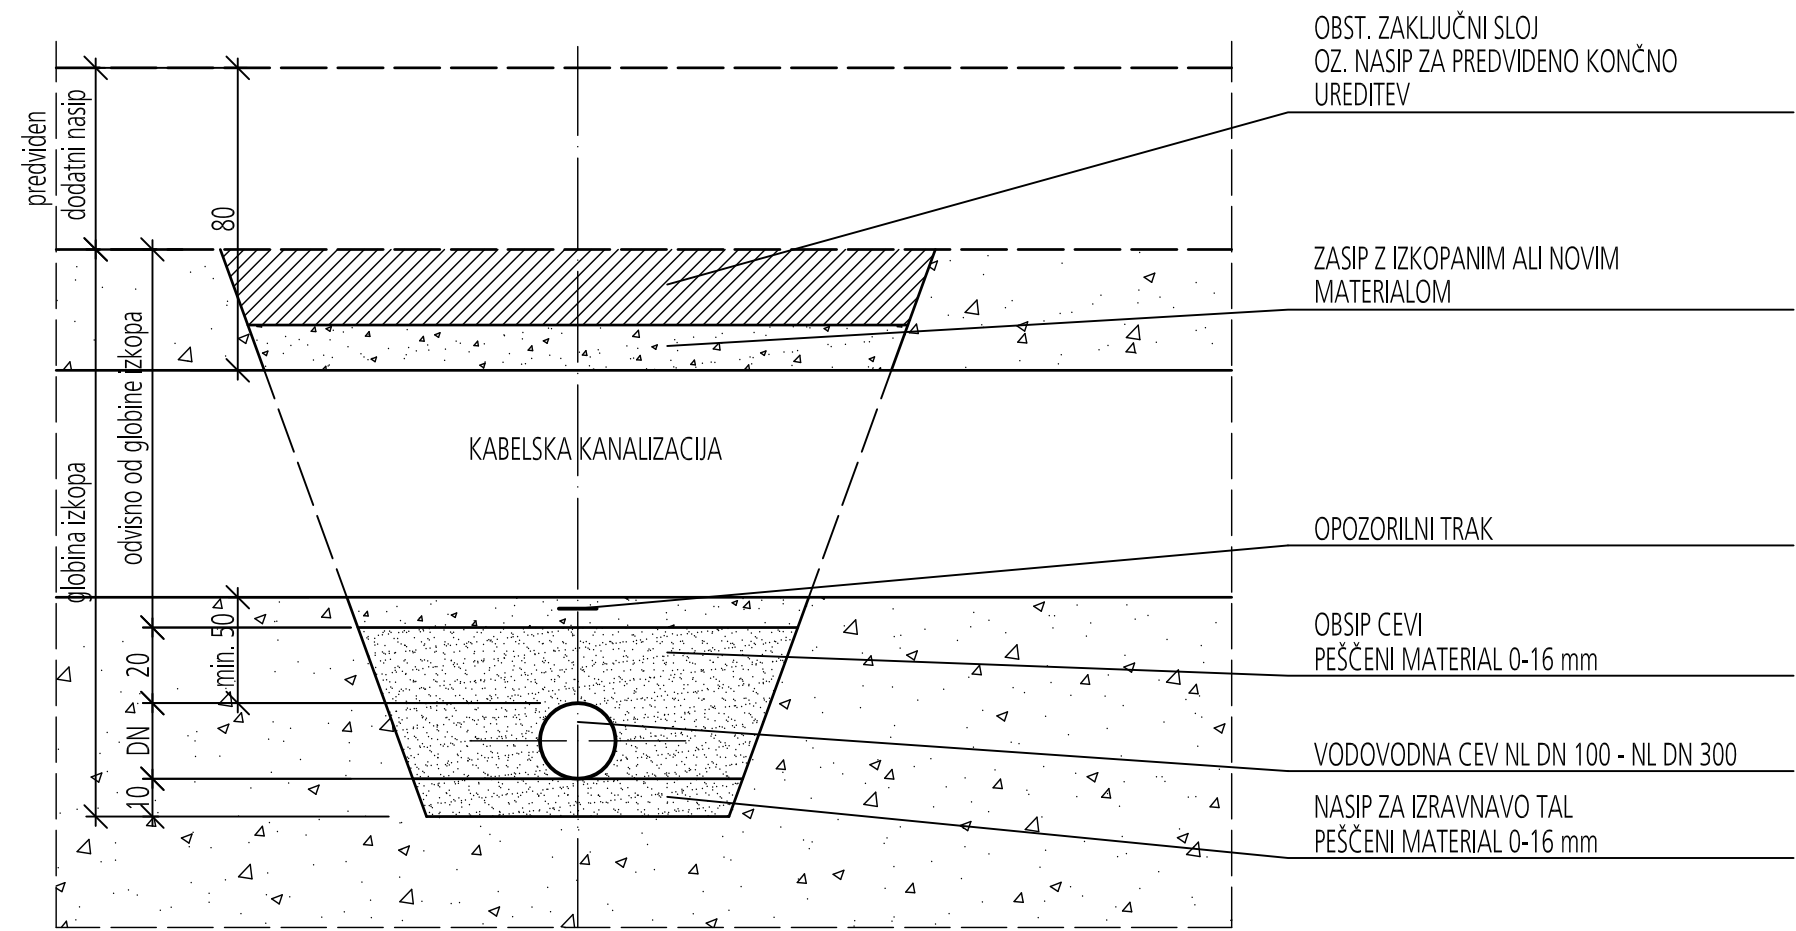 OBST. ZAKLJUČNI SLOJ
OZ. NASIP ZA PREDVIDENO KONČNO
UREDITEV
predviden
dodatni nasip
80
ZASIP Z IZKOPANIM ALI NOVIM
MATERIALOM
globina izkopa
odvisno od globine izkopa
KABELSKA KANALIZACIJA
OPOZORILNI TRAK
min. 50
20
DN
10
OBSIP CEVI
PEŠČENI MATERIAL 0-16 mm
VODOVODNA CEV NL DN 100 - NL DN 300
NASIP ZA IZRAVNAVO TAL
PEŠČENI MATERIAL 0-16 mm